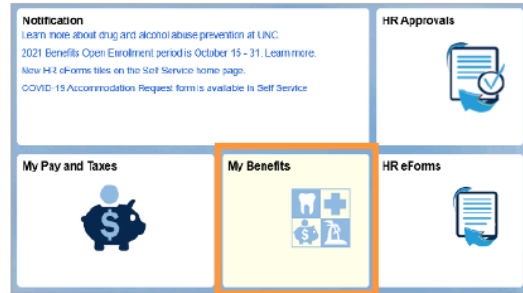 Notification
Learn more about drug and alcohol abuse prevention at UNC.
2021 Benefits Open Enrollment period is October 15 - 31. Learn more.
New HR eForms tiles on the Self Service home page.
COVID-19 Accommodation Request form is available in Self Service
HR Approvals
My Pay and Taxes
My Benefits
HR eForms